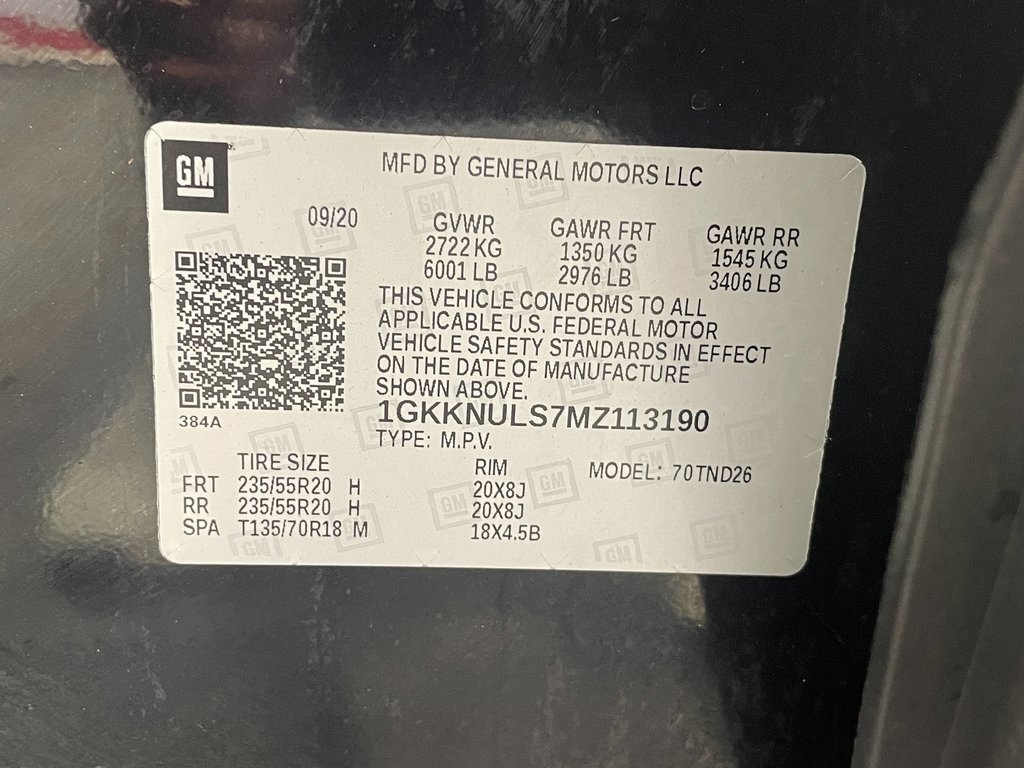 GM
MFD BY GENERAL MOTORS LLC
09/20
GVWR GAWR FRT GAWR RR
2722 KG 1350 KG 1545 KG
6001 LB 2976 LB 3406 LB
THIS VEHICLE CONFORMS TO ALL
APPLICABLE U.S. FEDERAL MOTOR
VEHICLE SAFETY STANDARDS IN EFFECT
ON THE DATE OF MANUFACTURE
SHOWN ABOVE.
384A
1GKKNULS7MZ113190
TYPE: M.P.V.
TIRE SIZE RIM MODEL: 70TND26
FRT 235/55R20 H 20X8J
RR 235/55R20 H 20X8J
SPA T135/70R18 M 18X4.5B